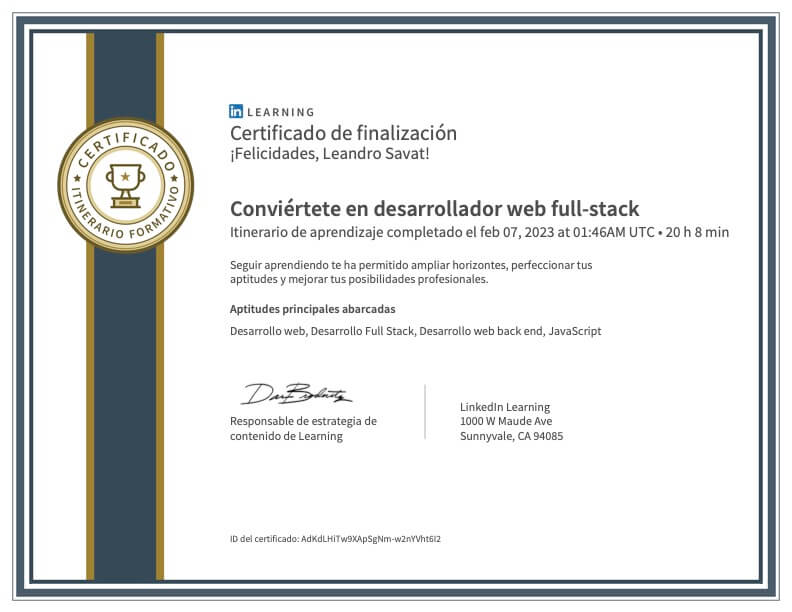 in LEARNING
Certificado de finalización
¡Felicidades, Leandro Savat!
CERTIFICADO
ITINERARIO FORMATIVO
Conviértete en desarrollador web full-stack
Itinerario de aprendizaje completado el feb 07, 2023 at 01:46AM UTC • 20 h 8 min
Seguir aprendiendo te ha permitido ampliar horizontes, perfeccionar tus
aptitudes y mejorar tus posibilidades profesionales.
Aptitudes principales abarcadas
Desarrollo web, Desarrollo Full Stack, Desarrollo web back end, JavaScript
Responsable de estrategia de
contenido de Learning
LinkedIn Learning
1000 W Maude Ave
Sunnyvale, CA 94085
ID del certificado: AdKdLHiTw9XApSgNm-w2nYVht6I2